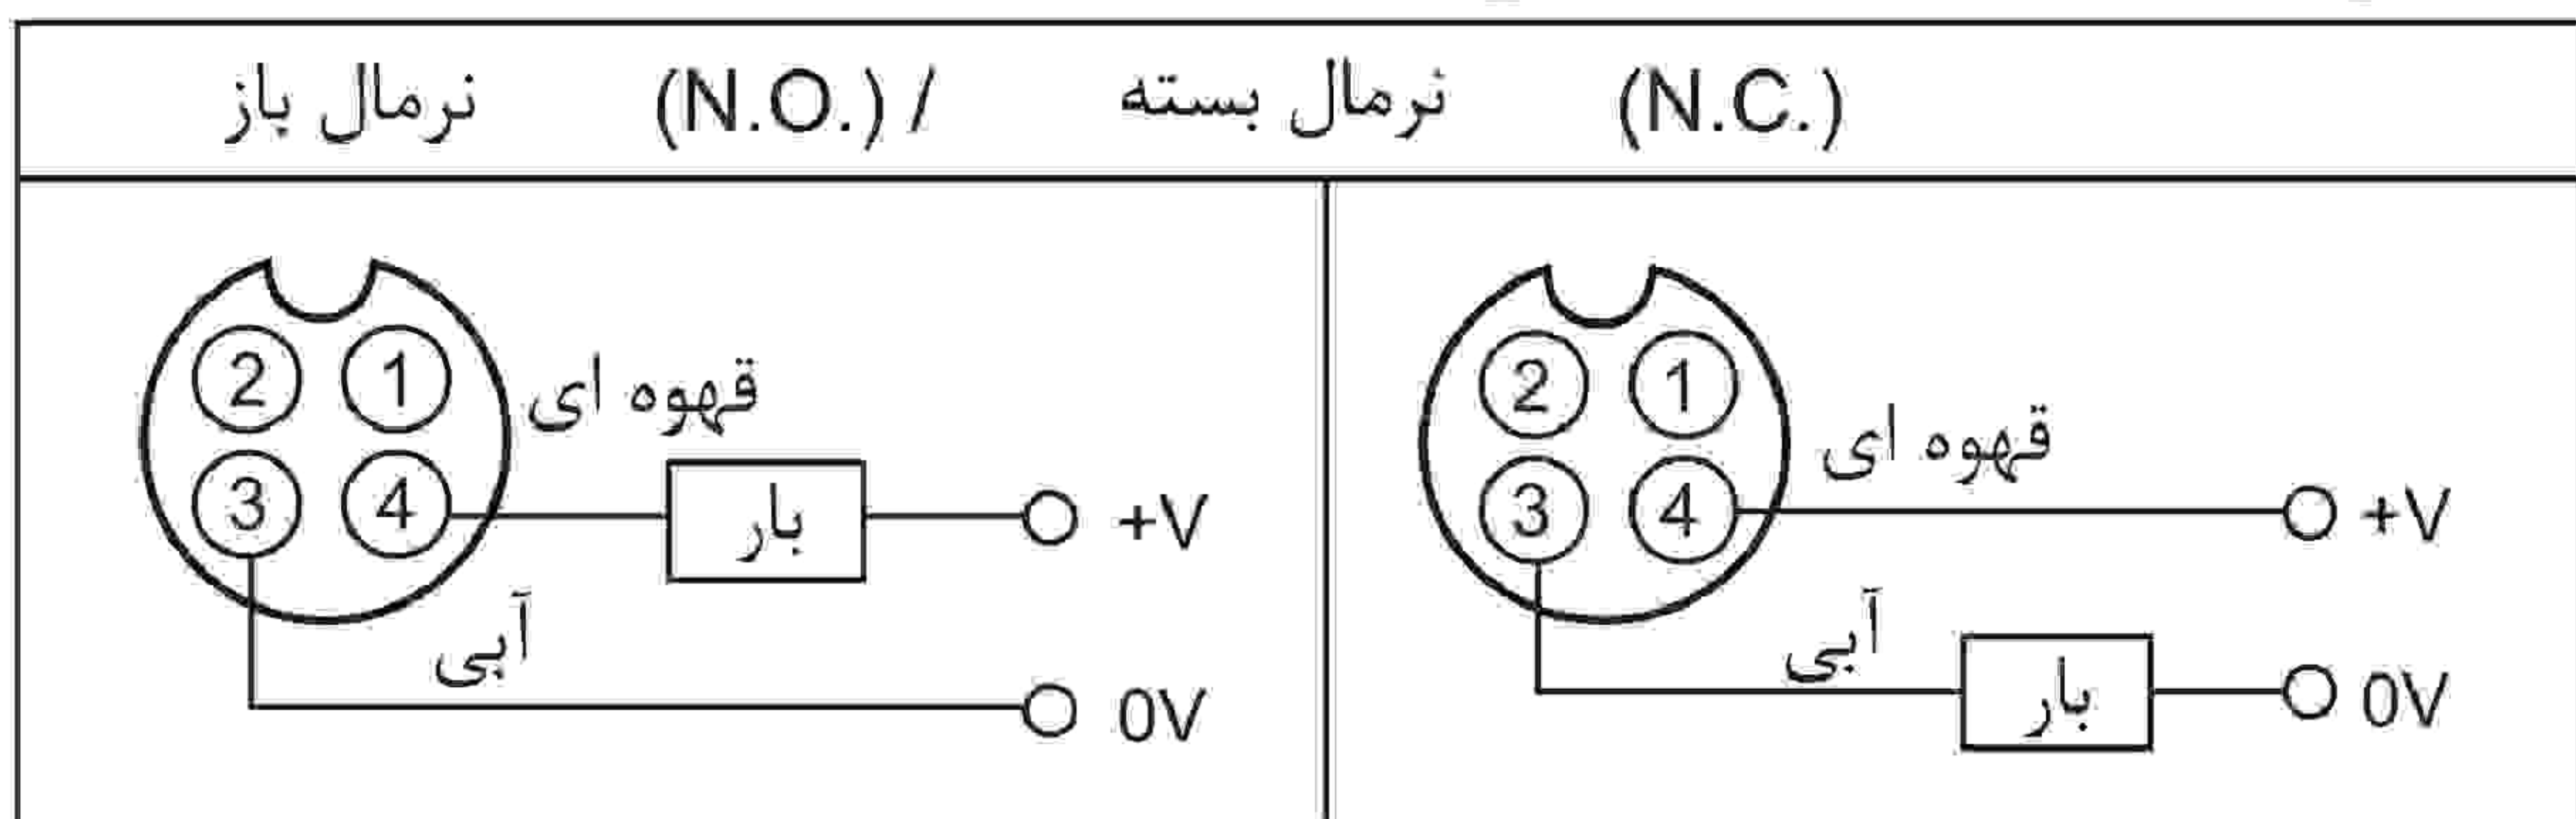 نرمال باز (N.O.) / نرمال بسته (N.C.)
2 1
قهوه ای
3 4
بار
+V
آبی
0V
2 1
قهوه ای
3 4
+V
آبی
بار
0V